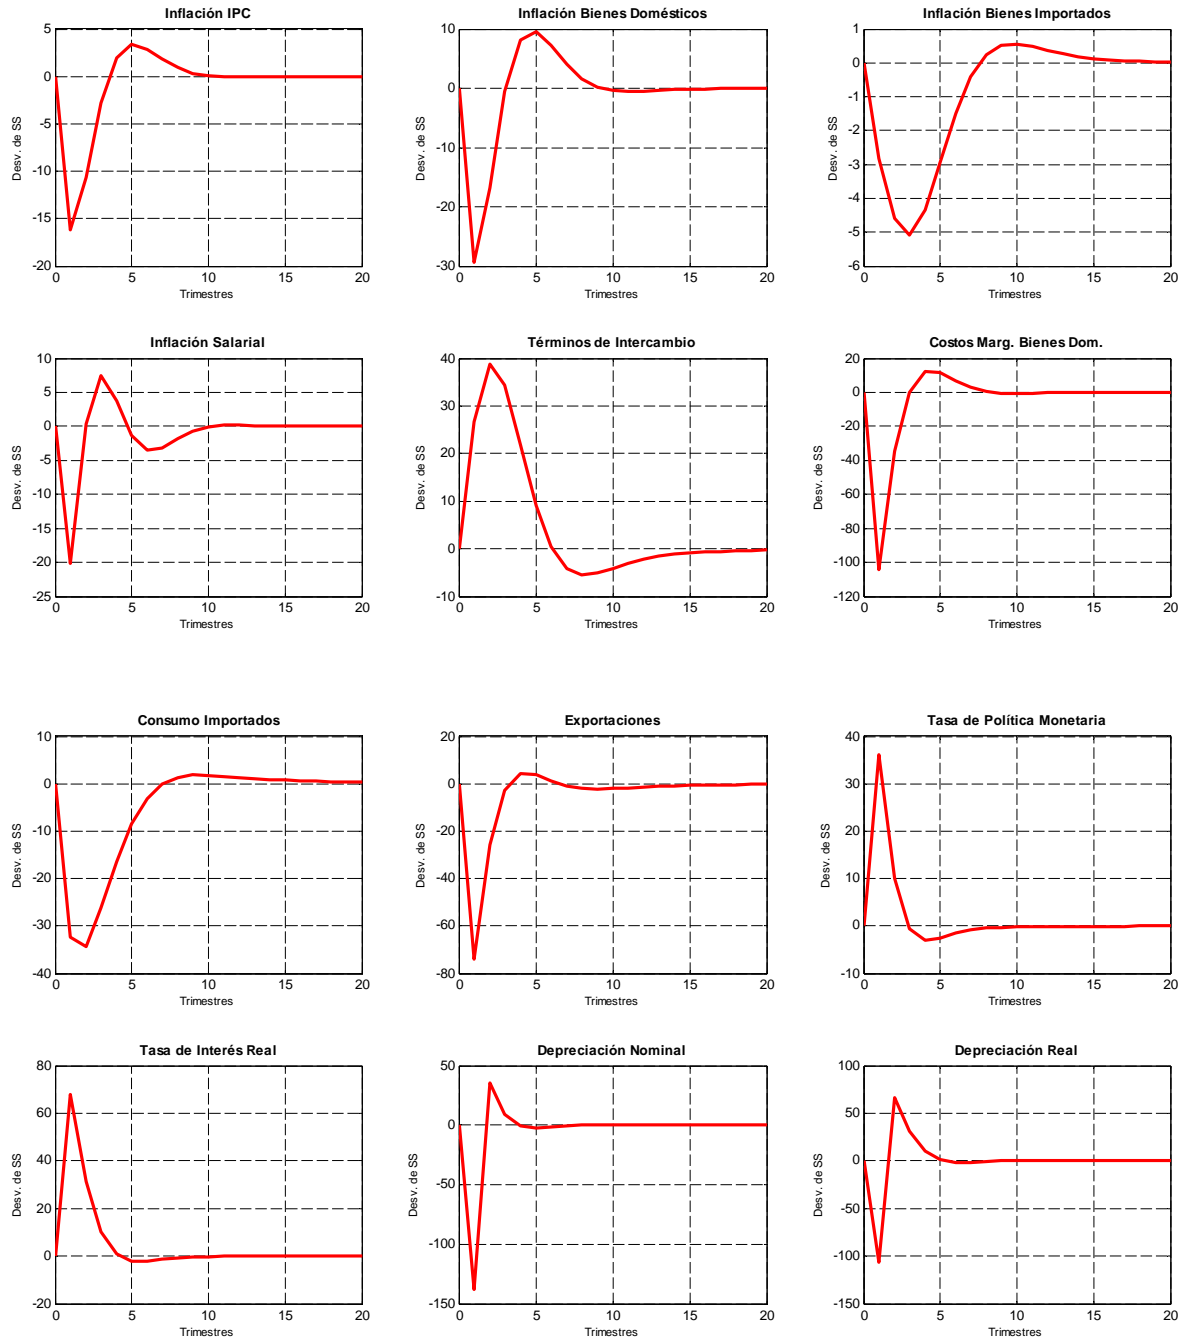 Inflación IPC
5
0
-5
-10
-15
-20
Desv. de SS
0 5 10 15 20
Trimestres
Inflación Bienes Domésticos
10
0
-10
-20
-30
Desv. de SS
0 5 10 15 20
Trimestres
Inflación Bienes Importados
1
0
-1
-2
-3
-4
-5
-6
Desv. de SS
0 5 10 15 20
Trimestres
Inflación Salarial
10
5
0
-5
-10
-15
-20
-25
Desv. de SS
0 5 10 15 20
Trimestres
Términos de Intercambio
40
30
20
10
0
-10
Desv. de SS
0 5 10 15 20
Trimestres
Costos Marg. Bienes Dom.
20
0
-20
-40
-60
-80
-100
-120
Desv. de SS
0 5 10 15 20
Trimestres
Consumo Importados
10
0
-10
-20
-30
-40
Desv. de SS
0 5 10 15 20
Trimestres
Exportaciones
20
0
-20
-40
-60
-80
Desv. de SS
0 5 10 15 20
Trimestres
Tasa de Política Monetaria
40
30
20
10
0
-10
Desv. de SS
0 5 10 15 20
Trimestres
Tasa de Interés Real
80
60
40
20
0
-20
Desv. de SS
0 5 10 15 20
Trimestres
Depreciación Nominal
50
0
-50
-100
-150
Desv. de SS
0 5 10 15 20
Trimestres
Depreciación Real
100
50
0
-50
-100
-150
Desv. de SS
0 5 10 15 20
Trimestres